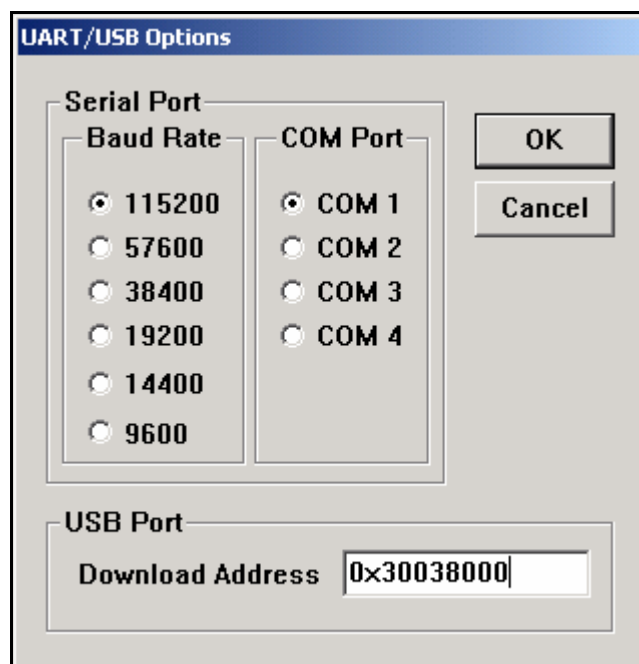 UART/USB Options
Serial Port
Baud Rate
115200
57600
38400
19200
14400
9600
COM Port
COM 1
COM 2
COM 3
COM 4
OK
Cancel
USB Port
Download Address 0x30038000